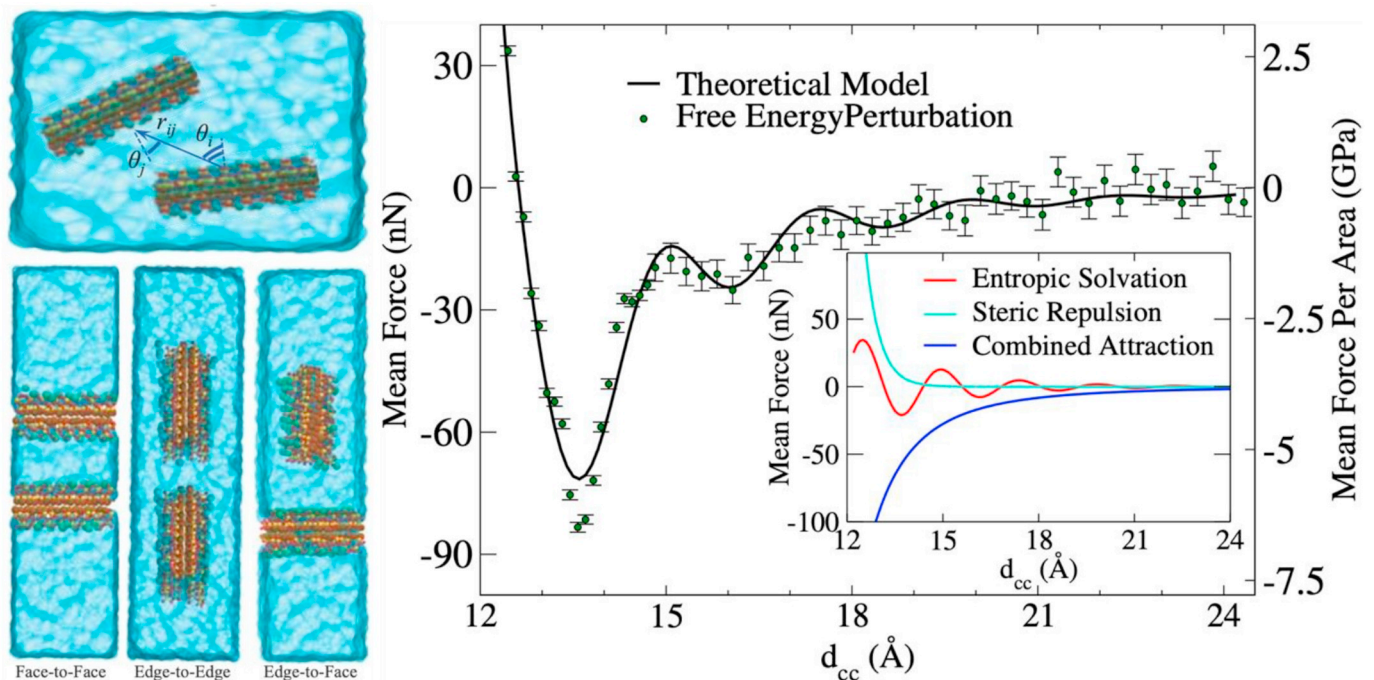 r_ij
θ_i
θ_j
Face-to-Face
Edge-to-Edge
Edge-to-Face
Mean Force (nN)
30
0
-30
-60
-90
Theoretical Model
Free EnergyPerturbation
2.5
0
-2.5
-5
-7.5
Mean Force Per Area (GPa)
Mean Force (nN)
50
0
-50
-100
Entropic Solvation
Steric Repulsion
Combined Attraction
12 15 18 21 24
d_cc (Å)
12 15 18 21 24
d_cc (Å)